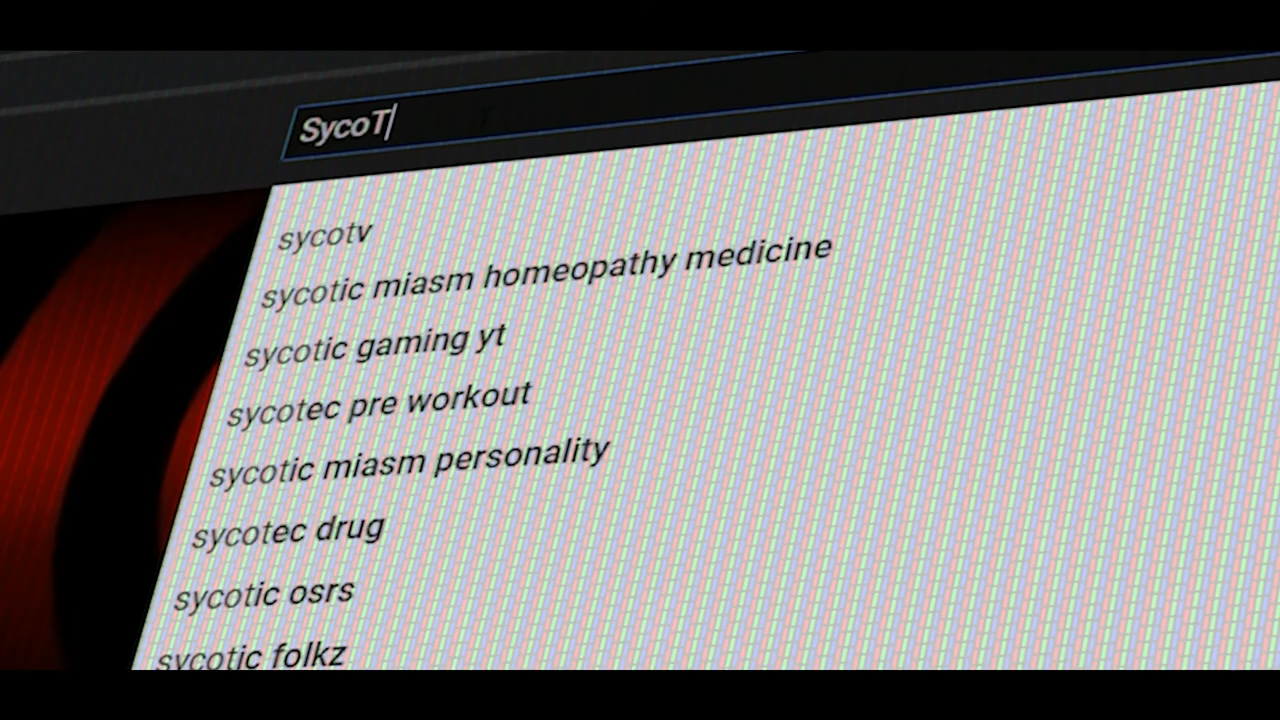 SycoT
sycotv
sycotic miasm homeopathy medicine
sycotic gaming yt
sycotec pre workout
sycotic miasm personality
sycotec drug
sycotic osrs
sycotic folkz